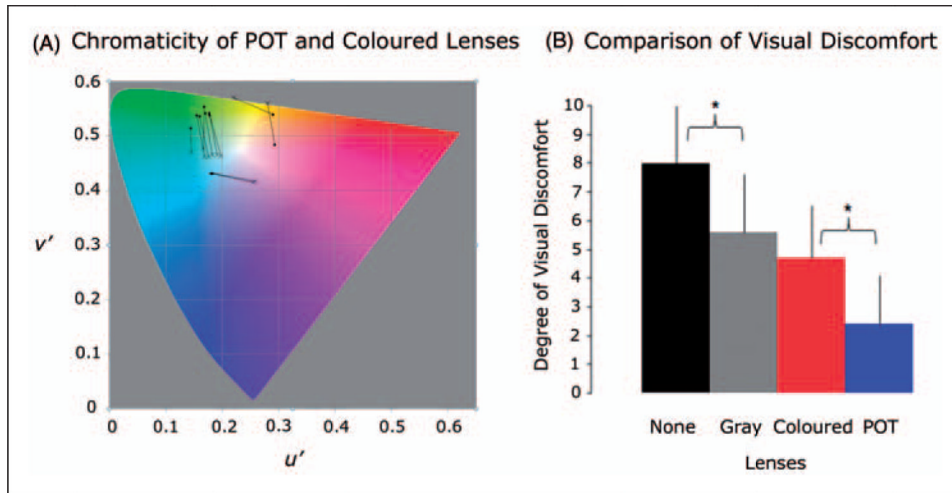 (A) Chromaticity of POT and Coloured Lenses
0.6
0.5
0.4
v'
0.3
0.2
0.1
0
0 0.1 0.2 0.3 0.4 0.5 0.6
u'
(B) Comparison of Visual Discomfort
Degree of Visual Discomfort
10
9
8
7
6
5
4
3
2
1
0
*
*
None Gray Coloured POT
Lenses